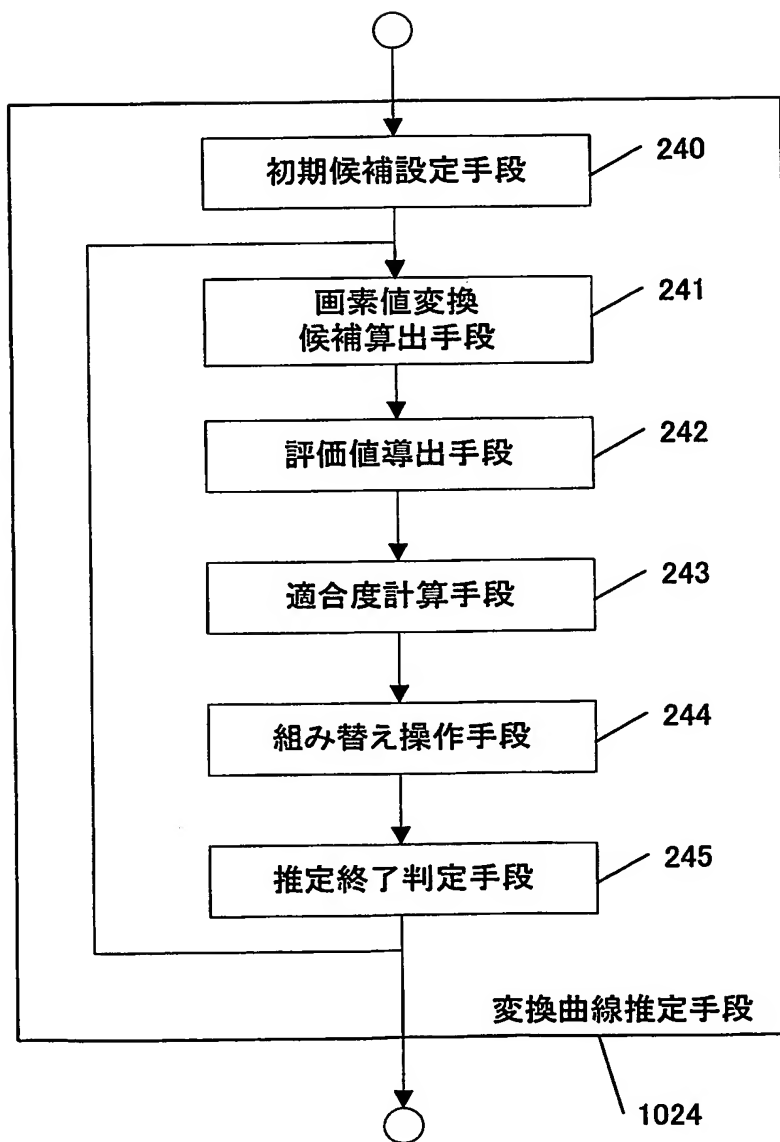 初期候補設定手段
240
画素値変換
候補算出手段
241
評価値導出手段
242
適合度計算手段
243
組み替え操作手段
244
推定終了判定手段
245
変換曲線推定手段
1024